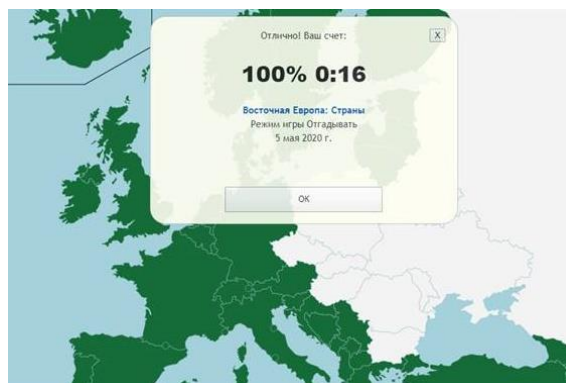 Отлично! Ваш счет:
X
100% 0:16
Восточная Европа: Страны
Режим игры Отгадывать
5 мая 2020 г.
OK